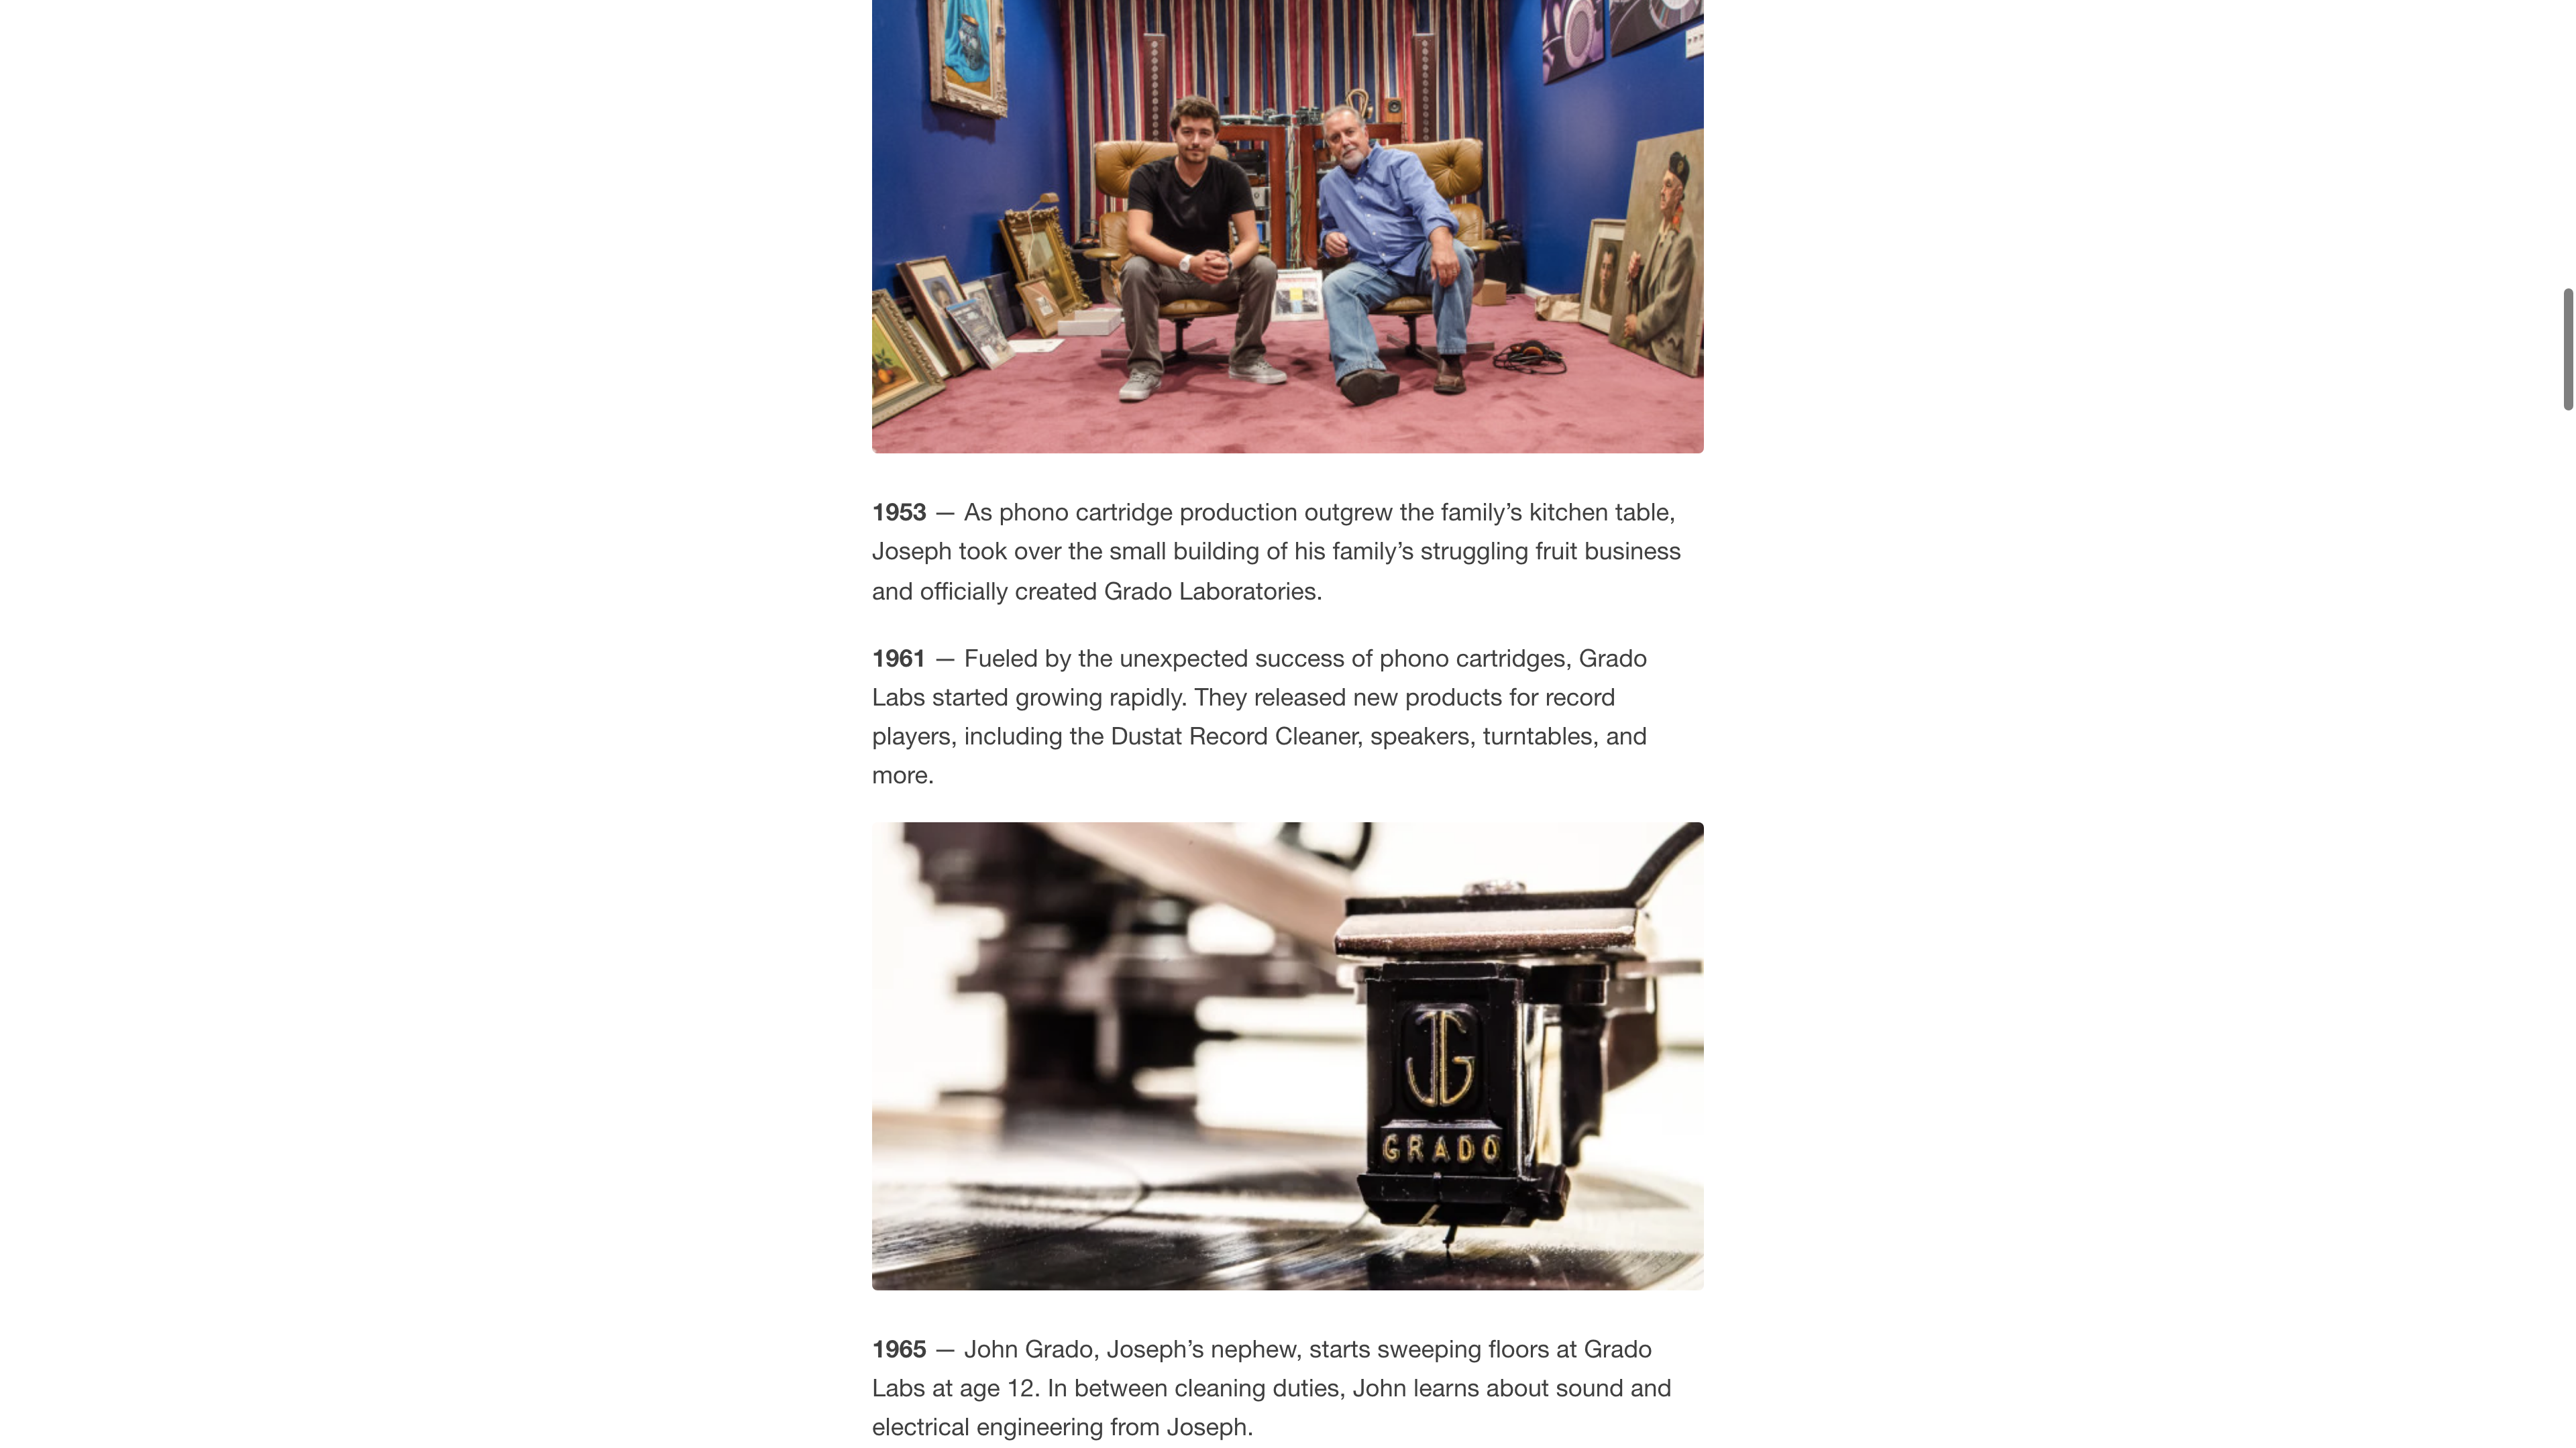 1953 — As phono cartridge production outgrew the family’s kitchen table,
Joseph took over the small building of his family’s struggling fruit business
and officially created Grado Laboratories.
1961 — Fueled by the unexpected success of phono cartridges, Grado
Labs started growing rapidly. They released new products for record
players, including the Dustat Record Cleaner, speakers, turntables, and
more.
JG
GRADO
1965 — John Grado, Joseph’s nephew, starts sweeping floors at Grado
Labs at age 12. In between cleaning duties, John learns about sound and
electrical engineering from Joseph.